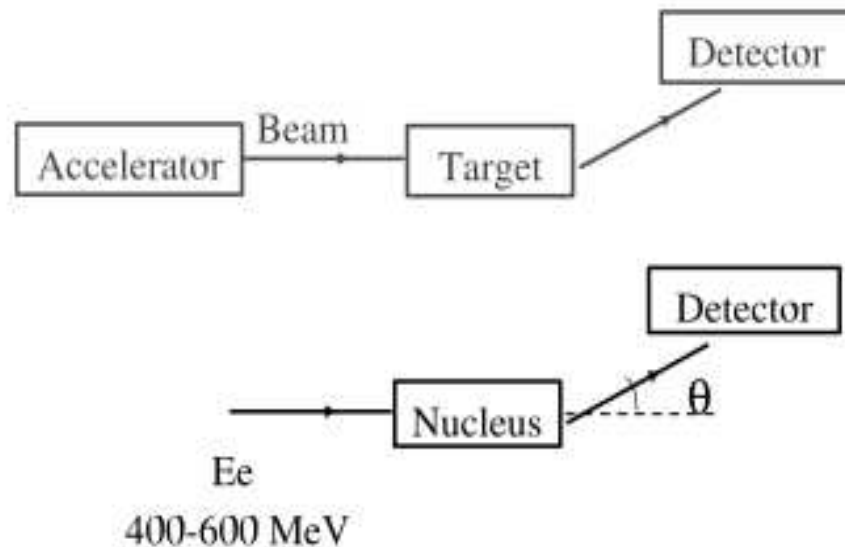 Detector
Beam
Accelerator
Target
Detector
Nucleus
θ
Ee
400-600 MeV